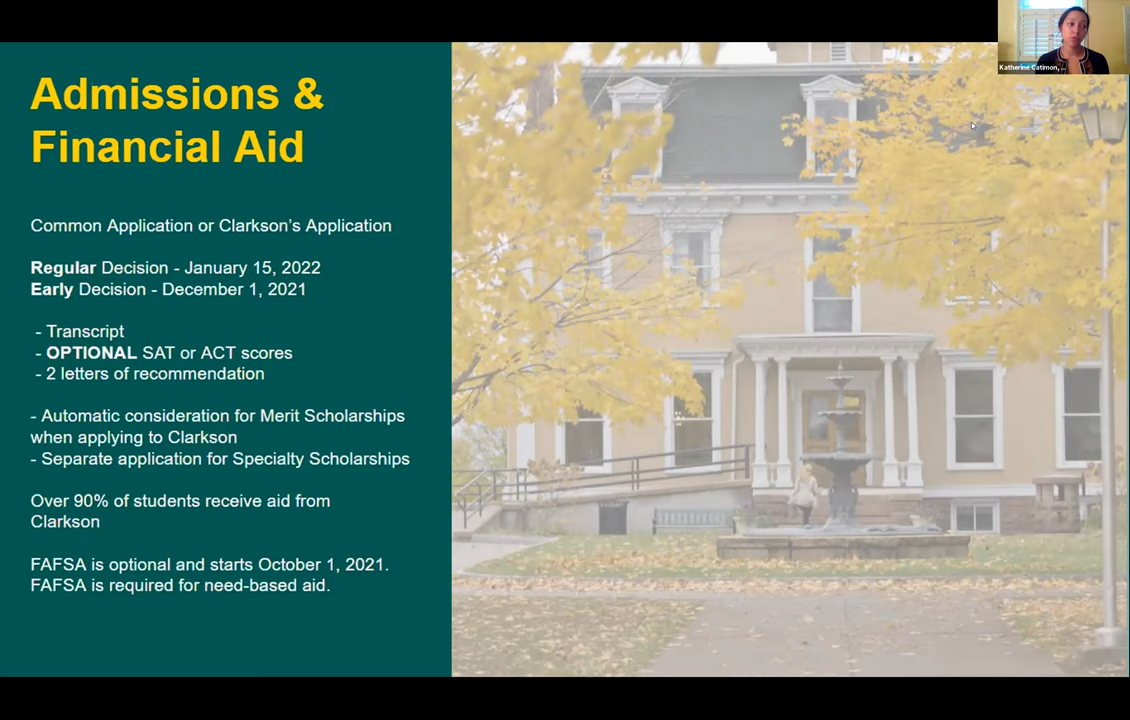 Admissions &
Financial Aid
Common Application or Clarkson's Application
Regular Decision - January 15, 2022
Early Decision - December 1, 2021
- Transcript
- OPTIONAL SAT or ACT scores
- 2 letters of recommendation
- Automatic consideration for Merit Scholarships
when applying to Clarkson
- Separate application for Specialty Scholarships
Over 90% of students receive aid from
Clarkson
FAFSA is optional and starts October 1, 2021.
FAFSA is required for need-based aid.
Katherine Catimon, ...